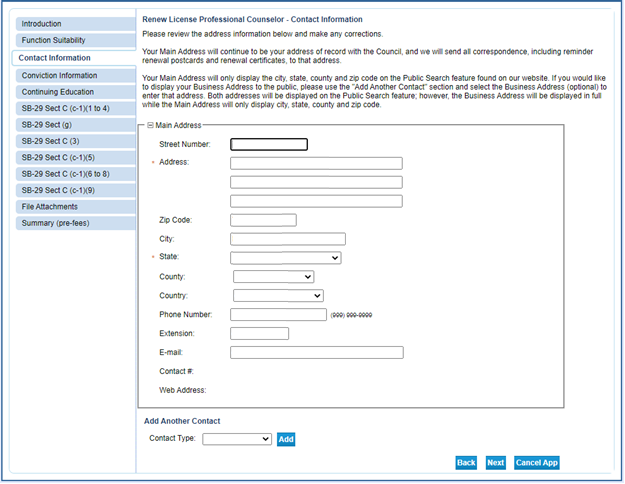 Introduction
Function Suitability
Contact Information
Conviction Information
Continuing Education
SB-29 Sect C (c-1)(1 to 4)
SB-29 Sect (g)
SB-29 Sect C (3)
SB-29 Sect C (c-1)(5)
SB-29 Sect C (c-1)(6 to 8)
SB-29 Sect C (c-1)(9)
File Attachments
Summary (pre-fees)
Renew License Professional Counselor - Contact Information
Please review the address information below and make any corrections.
Your Main Address will continue to be your address of record with the Council, and we will send all correspondence, including reminder
renewal postcards and renewal certificates, to that address.
Your Main Address will only display the city, state, county and zip code on the Public Search feature found on our website. If you would like
to display your Business Address to the public, please use the "Add Another Contact" section and select the Business Address (optional) to
enter that address. Both addresses will be displayed on the Public Search feature; however, the Business Address will be displayed in full
while the Main Address will only display city, state, county and zip code.
Main Address
Street Number:
* Address:
Zip Code:
City:
* State:
County:
Country:
Phone Number: (999) 999-9999
Extension:
E-mail:
Contact #:
Web Address:
Add Another Contact
Contact Type: Add
Back Next Cancel App